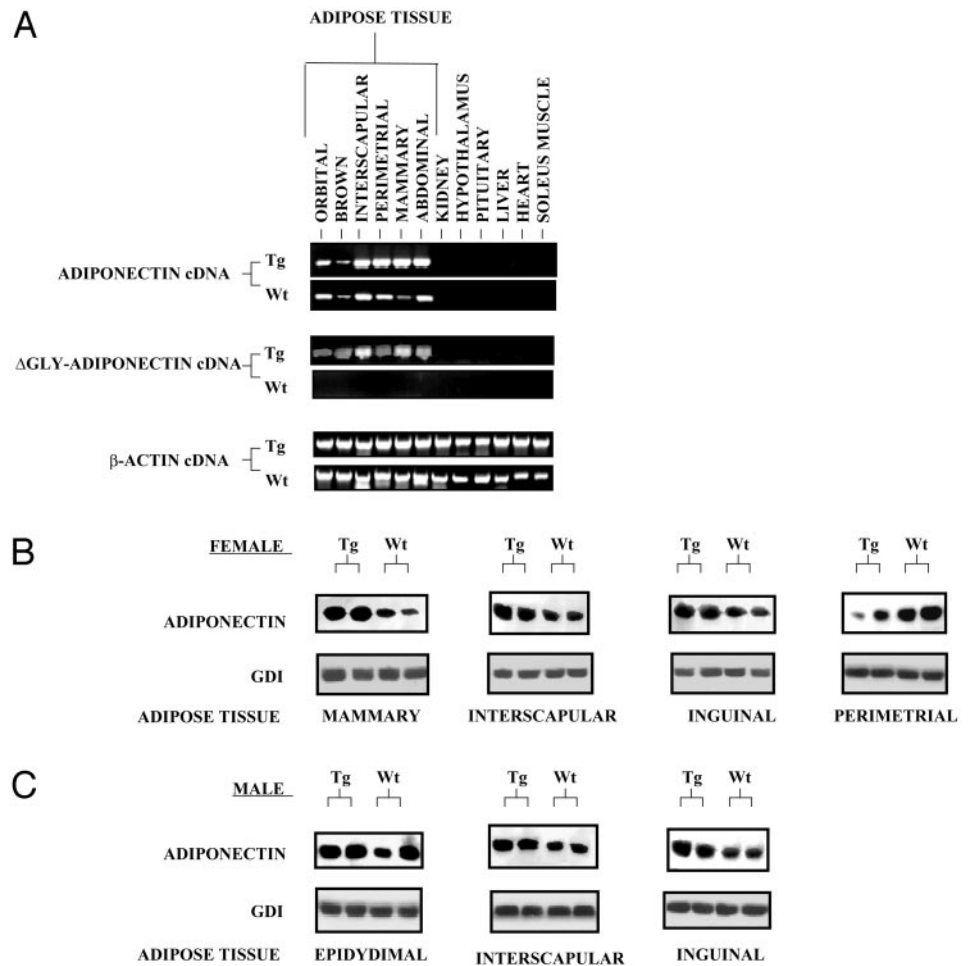 A
ADIPOSE TISSUE
ORBITAL
BROWN
INTERSCAPULAR
PERIMETRIAL
MAMMARY
ABDOMINAL
KIDNEY
HYPOTHALAMUS
PITUITARY
LIVER
HEART
SOLEUS MUSCLE
Tg
ADIPONECTIN cDNA
Wt
Tg
ΔGLY-ADIPONECTIN cDNA
Wt
Tg
β-ACTIN cDNA
Wt
B
FEMALE Tg Wt Tg Wt Tg Wt Tg Wt
ADIPONECTIN
GDI
ADIPOSE TISSUE MAMMARY INTERSCAPULAR INGUINAL PERIMETRIAL
C
MALE Tg Wt Tg Wt Tg Wt
ADIPONECTIN
GDI
ADIPOSE TISSUE EPIDYDIMAL INTERSCAPULAR INGUINAL